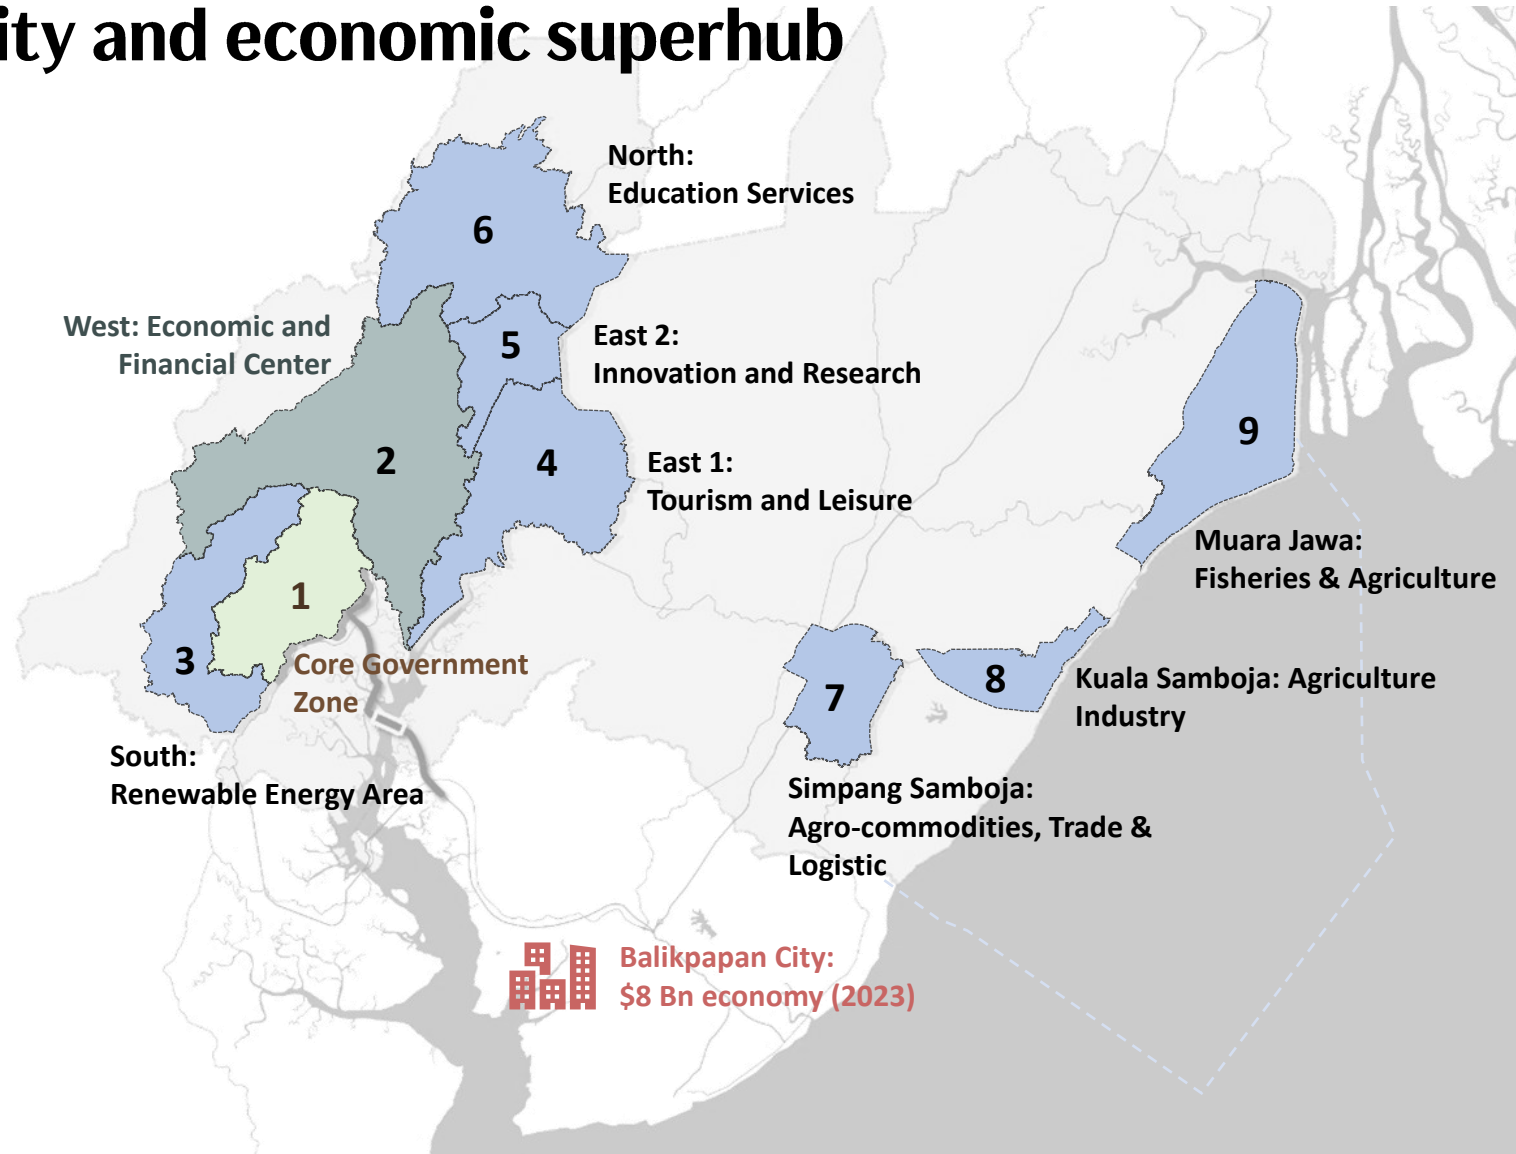 ity and economic superhub
North:
Education Services
6
West: Economic and
Financial Center
5
East 2:
Innovation and Research
2
4
East 1:
Tourism and Leisure
9
Muara Jawa:
Fisheries & Agriculture
1
3
Core Government
Zone
South:
Renewable Energy Area
7
8
Kuala Samboja: Agriculture
Industry
Simpang Samboja:
Agro-commodities, Trade &
Logistic
Balikpapan City:
$8 Bn economy (2023)